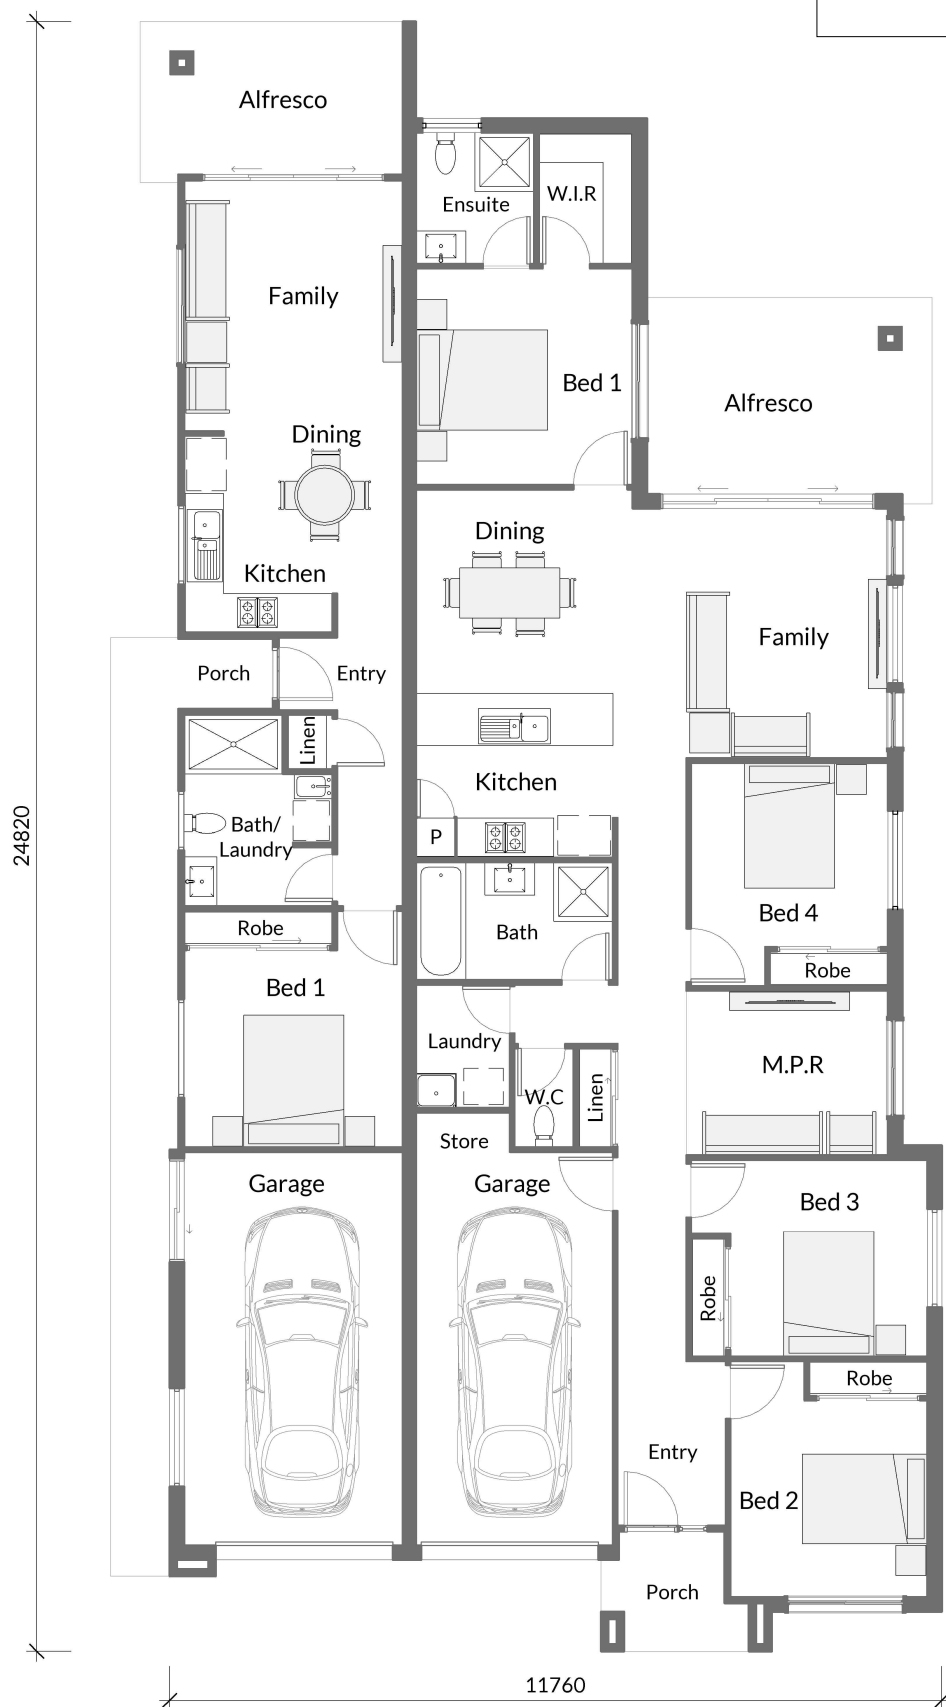 Alfresco
Ensuite
W.I.R
Family
Bed 1
Alfresco
Dining
Dining
Kitchen
Family
Porch
Entry
Linen
Kitchen
Bath/
Laundry
P
24820
Bed 4
Robe
Bath
Robe
Bed 1
Laundry
M.P.R
W.C
Linen
Store
Garage
Garage
Bed 3
Robe
Robe
Entry
Bed 2
Porch
11760